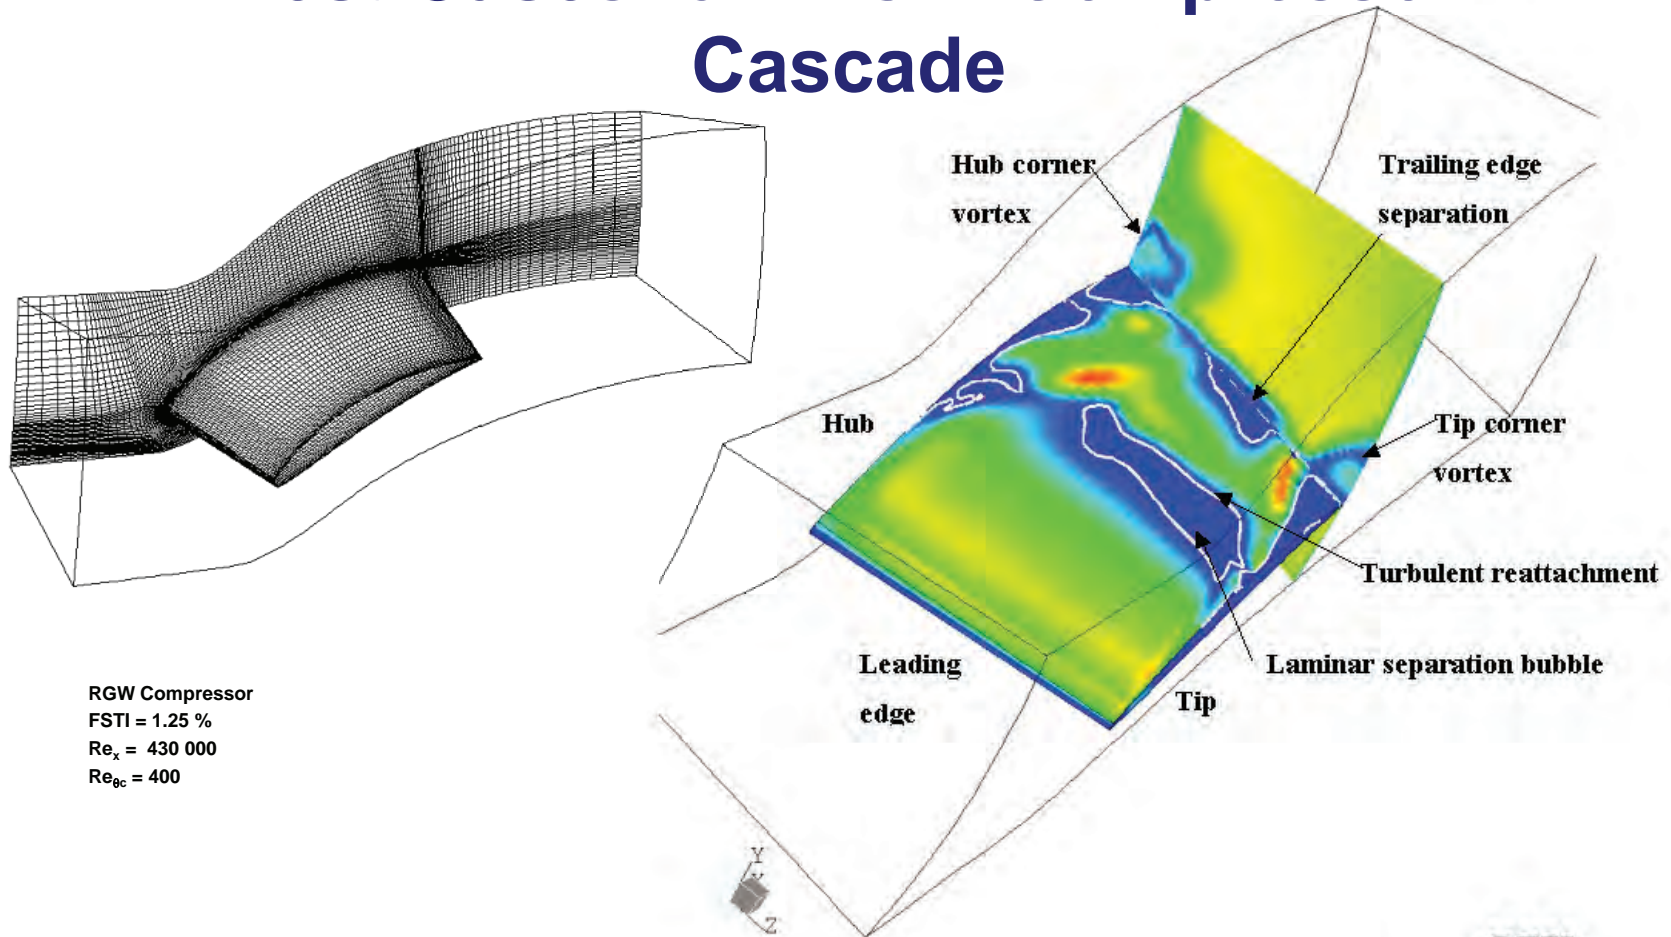 Cascade
Hub corner
vortex
Trailing edge
separation
Hub
Tip corner
vortex
Turbulent reattachment
Leading
edge
Laminar separation bubble
Tip
RGW Compressor
FSTI = 1.25 %
Reₓ = 430 000
Reθc = 400
Y
Z